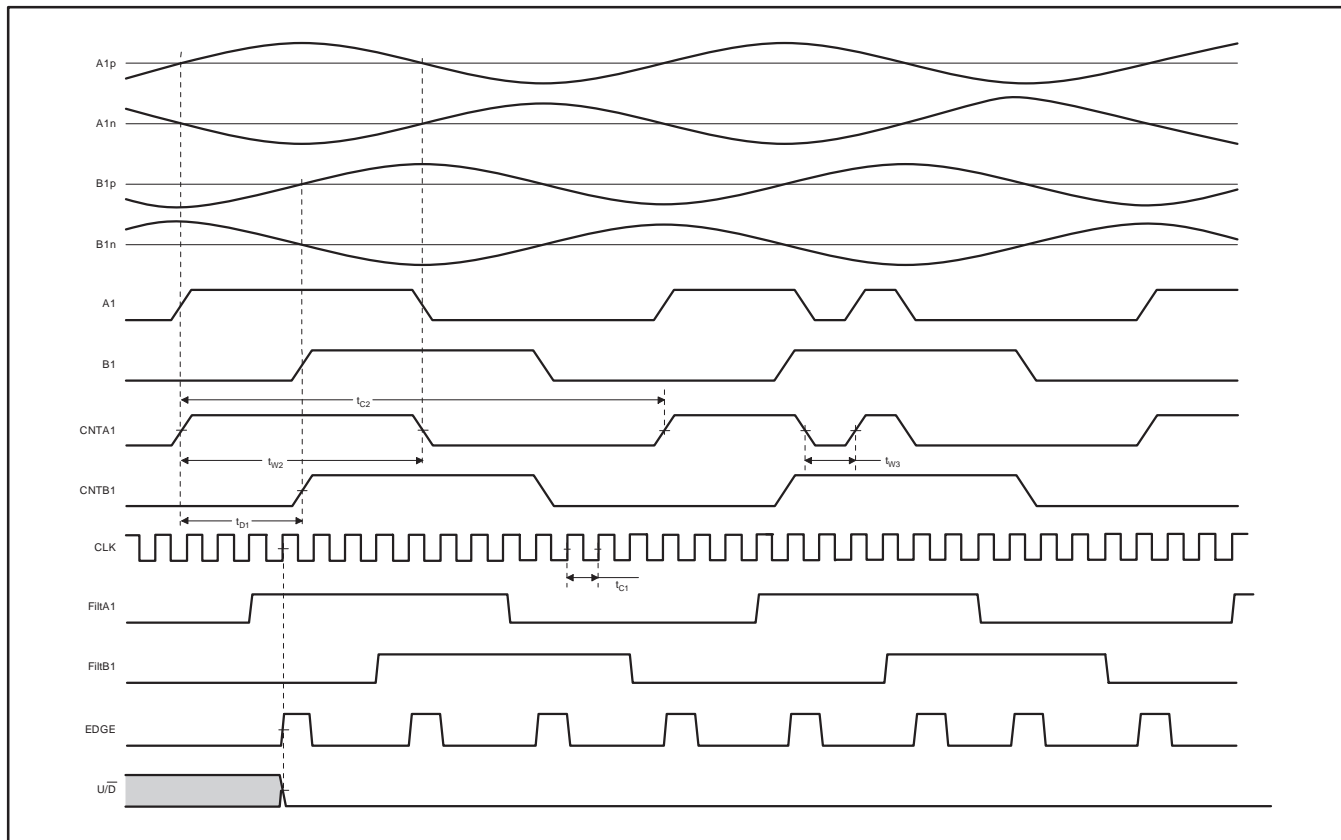 A1p
A1n
B1p
B1n
A1
B1
tC2
CNTA1
tW2
tW3
CNTB1
tD1
CLK
tC1
FiltA1
FiltB1
EDGE
U/D̅